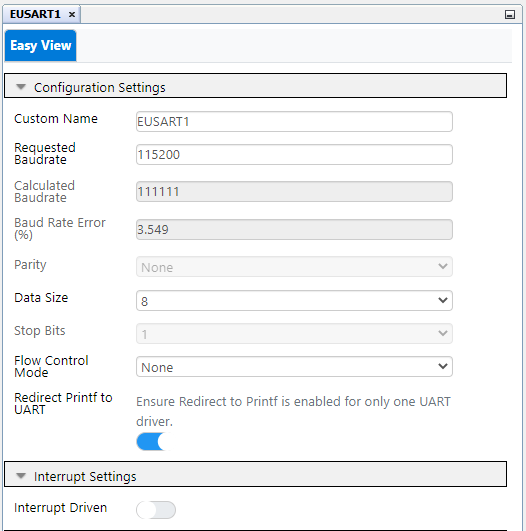 EUSART1 ×
Easy View
Configuration Settings
Custom Name EUSART1
Requested
Baudrate 115200
Calculated
Baudrate 111111
Baud Rate Error
(%) 3.549
Parity None
Data Size 8
Stop Bits 1
Flow Control
Mode None
Redirect Printf to
UART
Ensure Redirect to Printf is enabled for only one UART
driver.
Interrupt Settings
Interrupt Driven